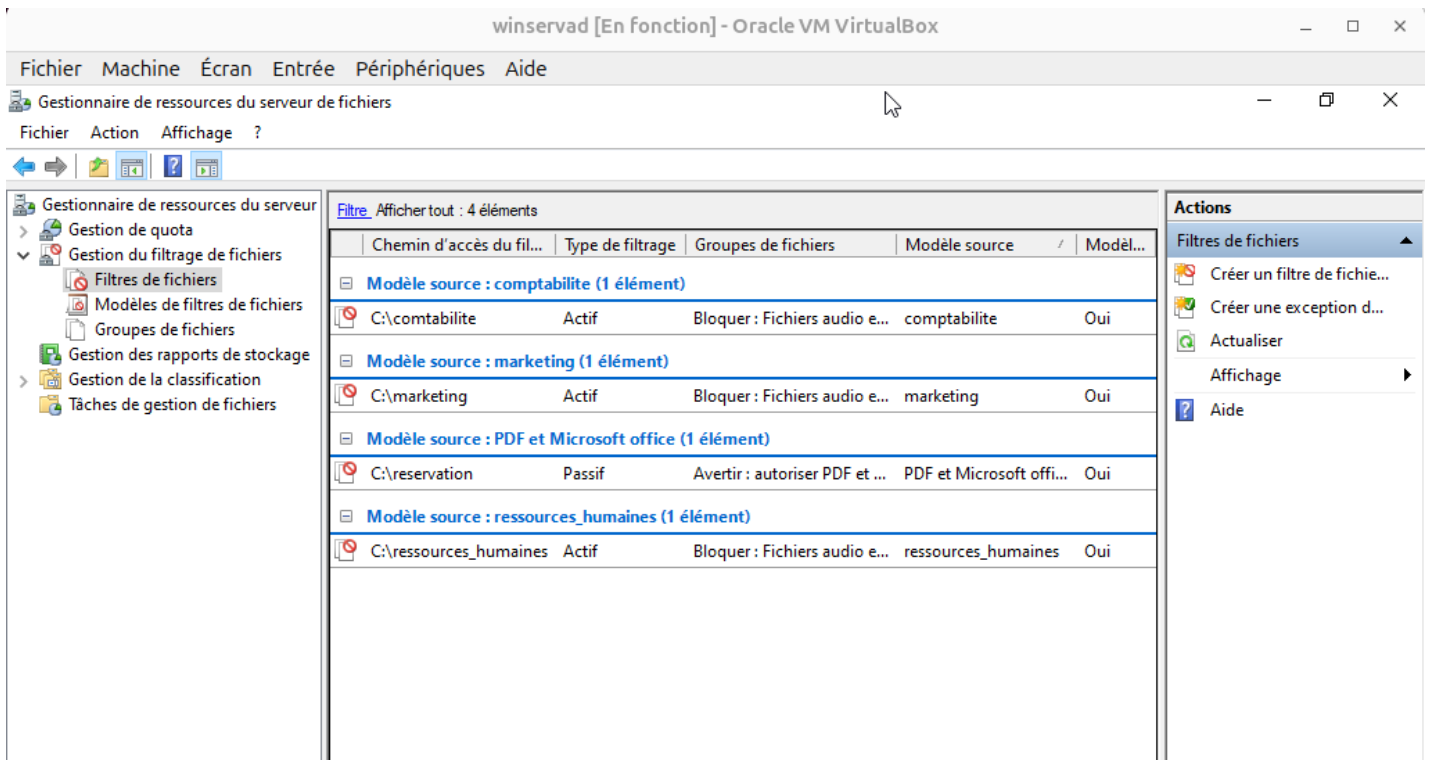 winservad [En fonction] - Oracle VM VirtualBox
Fichier Machine Écran Entrée Périphériques Aide
Gestionnaire de ressources du serveur de fichiers
Fichier Action Affichage ?
Gestionnaire de ressources du serveur
Gestion de quota
Gestion du filtrage de fichiers
Filtres de fichiers
Modèles de filtres de fichiers
Groupes de fichiers
Gestion des rapports de stockage
Gestion de la classification
Tâches de gestion de fichiers
Filtre Afficher tout : 4 éléments
Chemin d'accès du fil... Type de filtrage Groupes de fichiers Modèle source Modèl...
Modèle source : comptabilite (1 élément)
C:\comtabilite Actif Bloquer : Fichiers audio e... comptabilite Oui
Modèle source : marketing (1 élément)
C:\marketing Actif Bloquer : Fichiers audio e... marketing Oui
Modèle source : PDF et Microsoft office (1 élément)
C:\reservation Passif Avertir : autoriser PDF et ... PDF et Microsoft offi... Oui
Modèle source : ressources_humaines (1 élément)
C:\ressources_humaines Actif Bloquer : Fichiers audio e... ressources_humaines Oui
Actions
Filtres de fichiers
Créer un filtre de fichie...
Créer une exception d...
Actualiser
Affichage
Aide